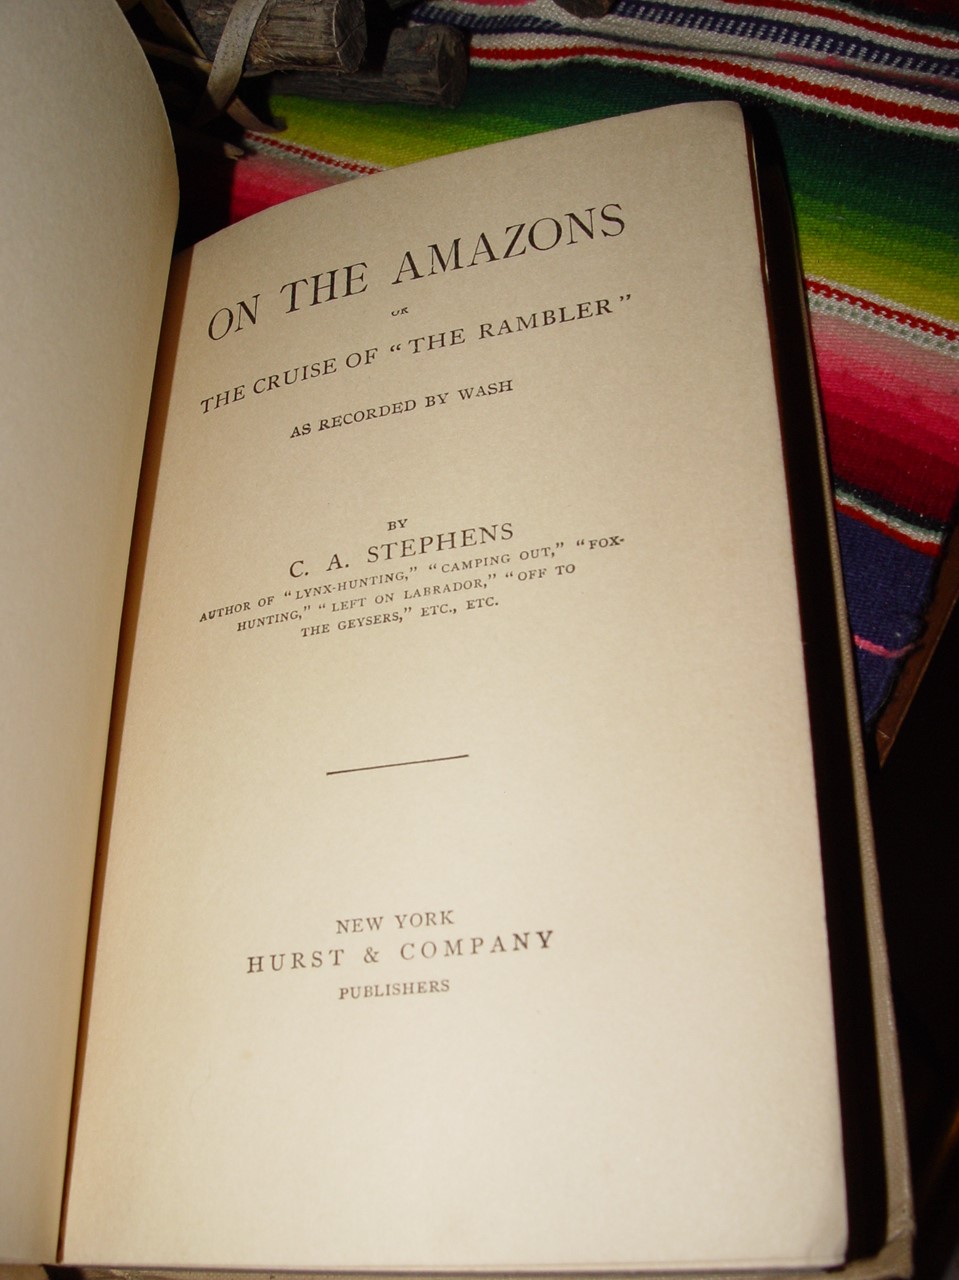 ON THE AMAZONS
OR
THE CRUISE OF "THE RAMBLER"
AS RECORDED BY WASH
BY
C. A. STEPHENS
AUTHOR OF "LYNX-HUNTING," "CAMPING OUT," "FOX-
HUNTING," "LEFT ON LABRADOR," "OFF TO
THE GEYSERS," ETC., ETC.
NEW YORK
HURST & COMPANY
PUBLISHERS